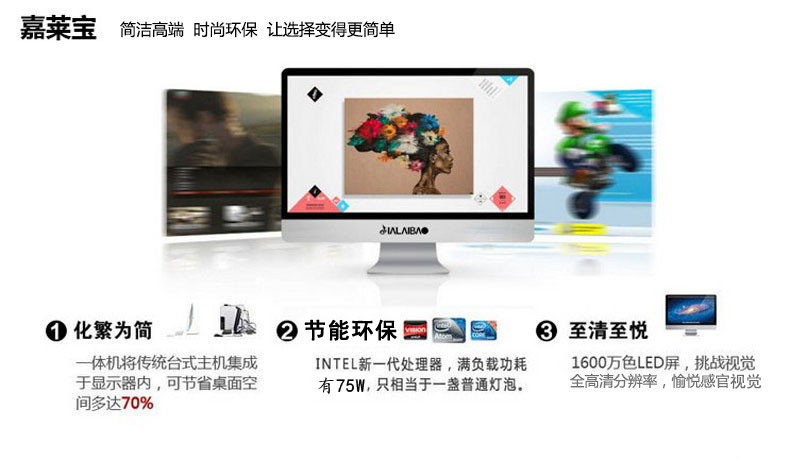 嘉莱宝 简洁高端 时尚环保 让选择变得更简单
JIALAIBAO
1 化繁为简
一体机将传统台式主机集成
于显示器内，可节省桌面空
间多达70%
2 节能环保
VISION
intel Atom
intel CORE
INTEL新一代处理器，满负载功耗
有75W，只相当于一盏普通灯泡。
3 至清至悦
1600万色LED屏，挑战视觉
全高清分辨率，愉悦感官视觉